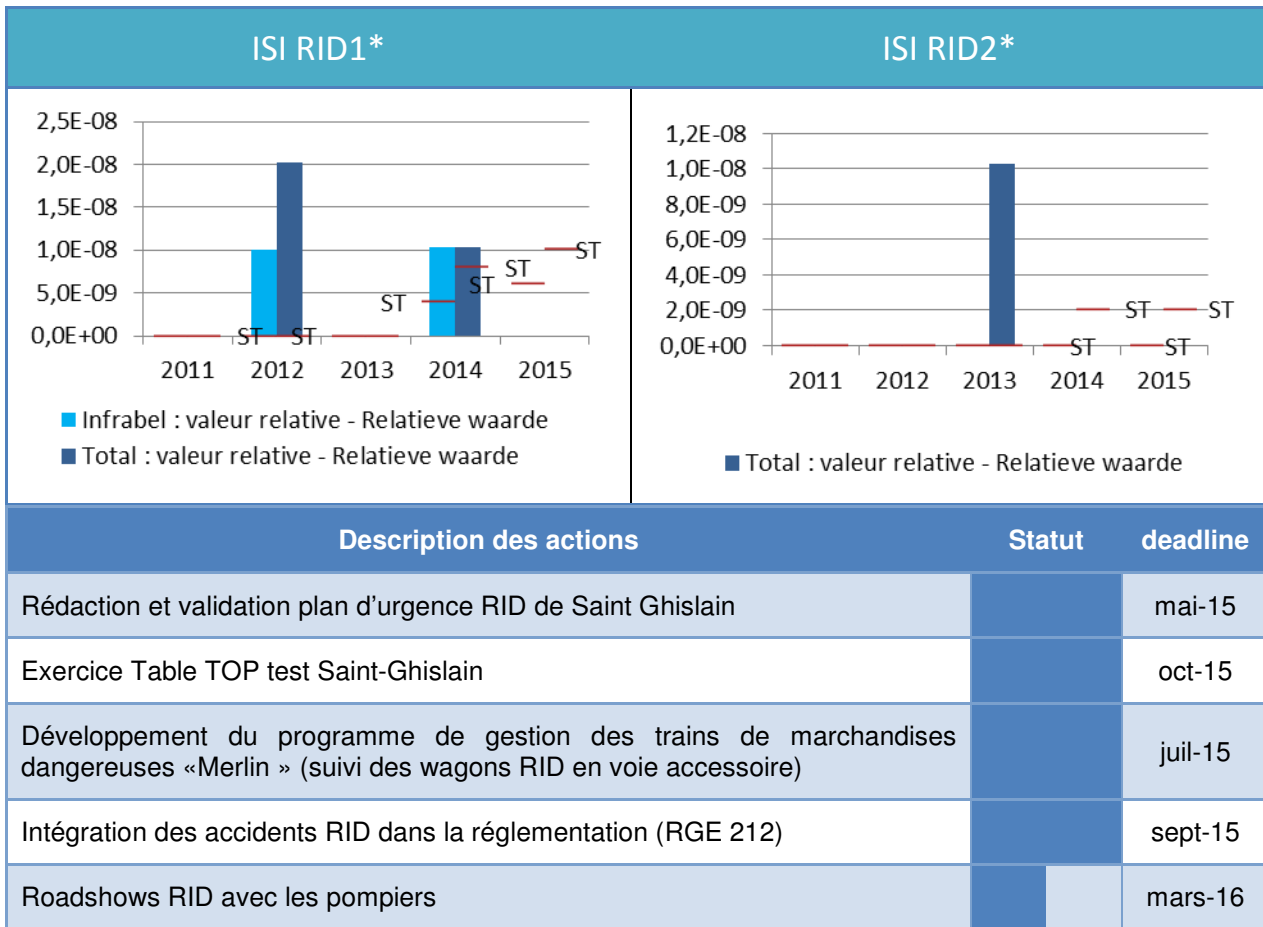 ISI RID1*
ISI RID2*
2,5E-08
2,0E-08
1,5E-08
1,0E-08
5,0E-09
0,0E+00
ST
ST
ST
ST
ST
ST
ST
2011 2012 2013 2014 2015
Infrabel : valeur relative - Relatieve waarde
Total : valeur relative - Relatieve waarde
1,2E-08
1,0E-08
8,0E-09
6,0E-09
4,0E-09
2,0E-09
0,0E+00
ST
ST
ST
ST
2011 2012 2013 2014 2015
Total : valeur relative - Relatieve waarde
Description des actions Statut deadline
Rédaction et validation plan d'urgence RID de Saint Ghislain mai-15
Exercice Table TOP test Saint-Ghislain oct-15
Développement du programme de gestion des trains de marchandises
dangereuses «Merlin » (suivi des wagons RID en voie accessoire) juil-15
Intégration des accidents RID dans la réglementation (RGE 212) sept-15
Roadshows RID avec les pompiers mars-16